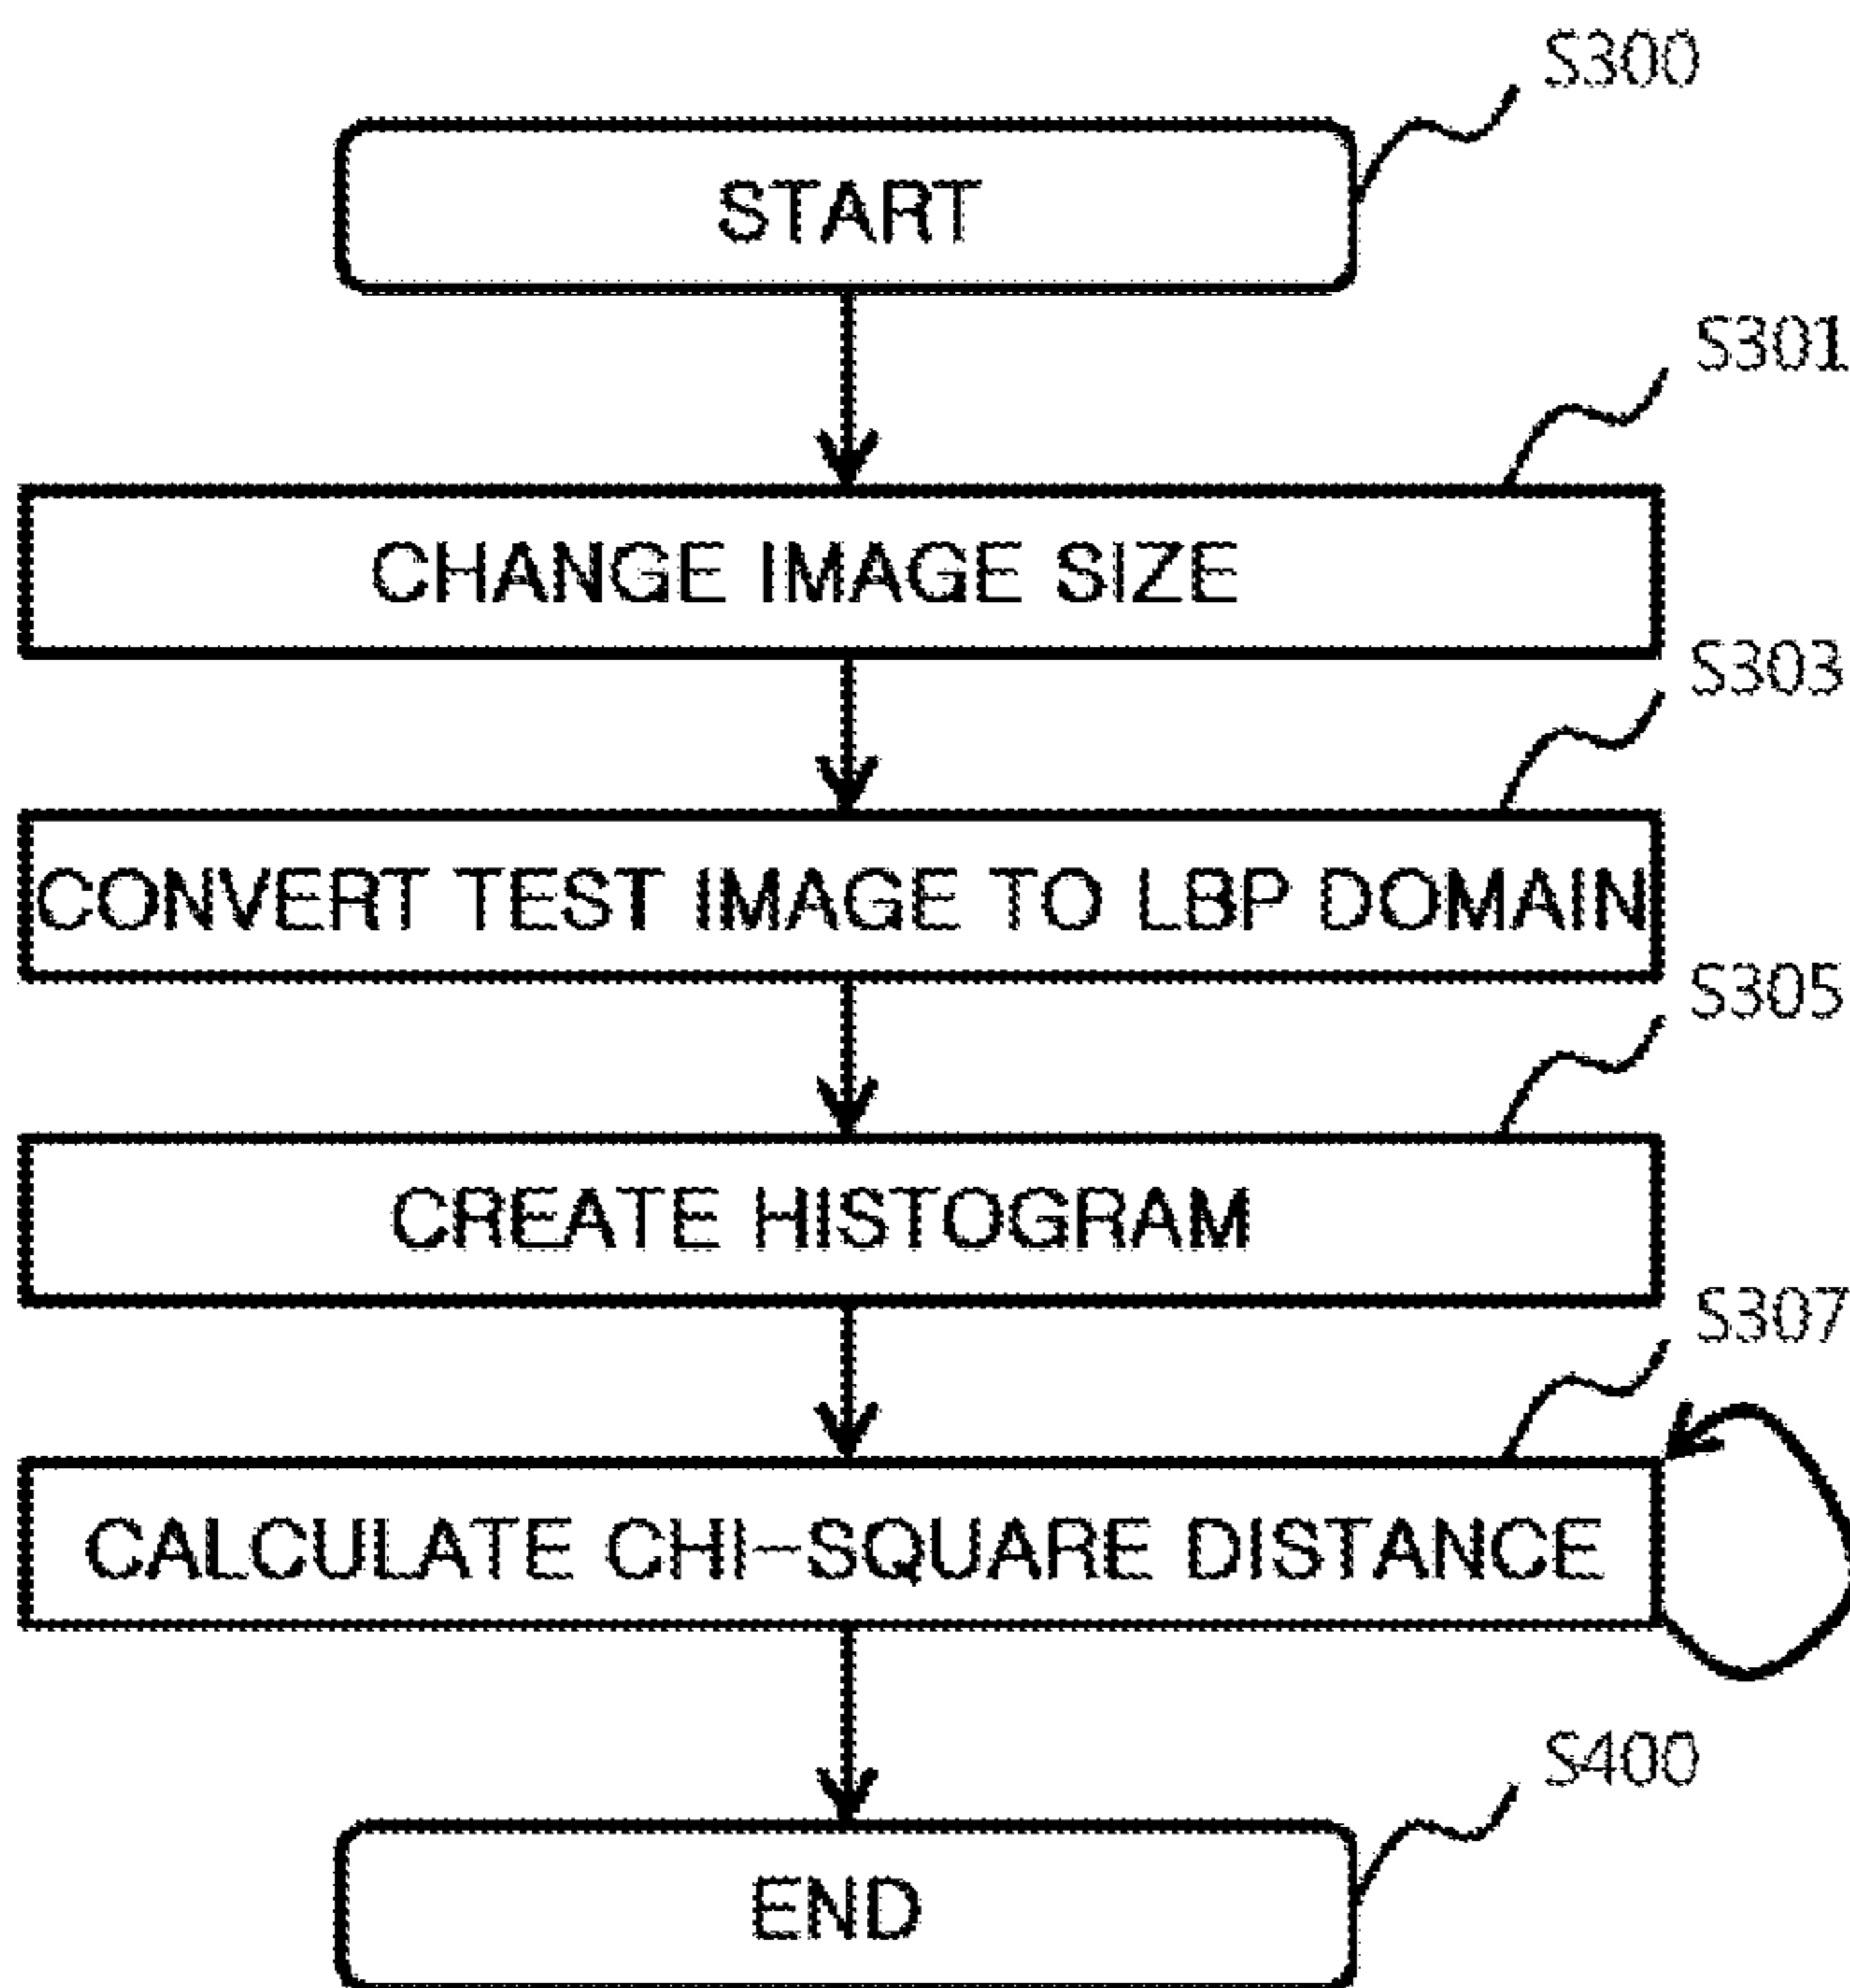 S300
START
S301
CHANGE IMAGE SIZE
S303
CONVERT TEST IMAGE TO LBP DOMAIN
S305
CREATE HISTOGRAM
S307
CALCULATE CHI-SQUARE DISTANCE
S400
END